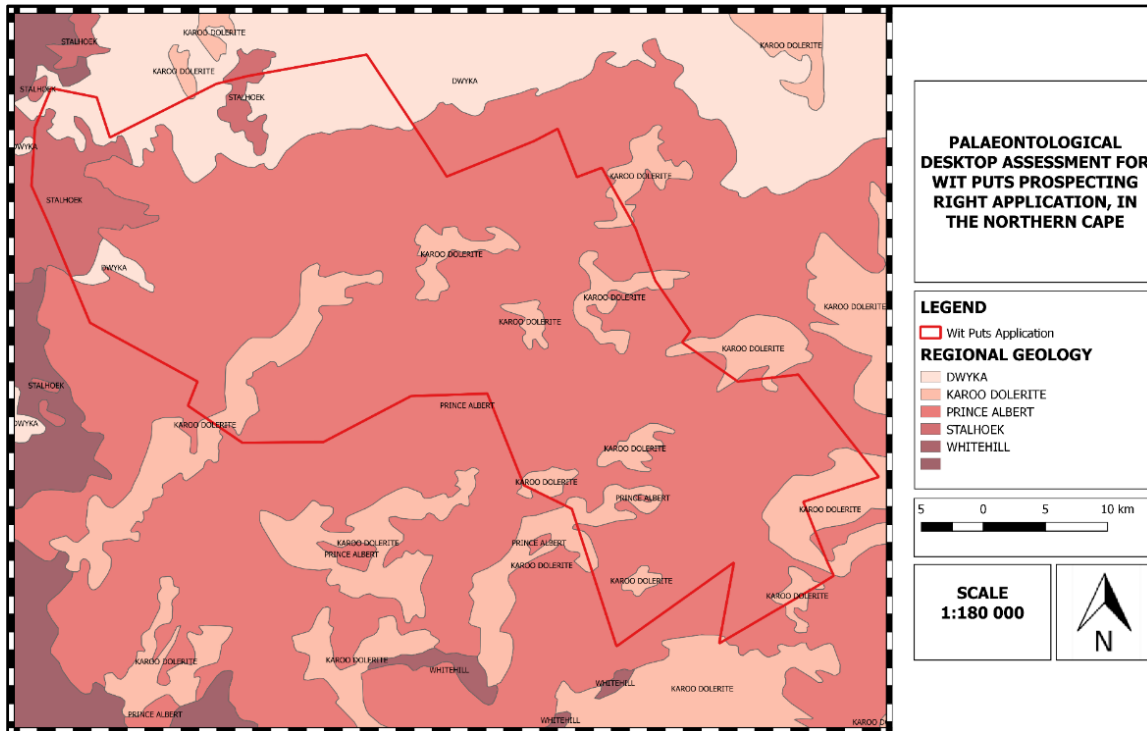 KAROO DOLERITE
STALHOEK
KAROO DOLERITE
KAROO DOLERITE
DWYKA
STALHOEK
STALHOEK
DWYKA
KAROO DOLERITE
STALHOEK
KAROO DOLERITE
DWYKA
KAROO DOLERITE
KAROO DOLERITE
KAROO DOLERITE
KAROO DOLERITE
STALHOEK
PRINCE ALBERT
DWYKA
KAROO DOLERITE
KAROO DOLERITE
KAROO DOLERITE
PRINCE ALBERT
KAROO DOLERITE
KAROO DOLERITE
PRINCE ALBERT
PRINCE ALBERT
KAROO DOLERITE
KAROO DOLERITE
KAROO DOLERITE
KAROO DOLERITE
KAROO DOLERITE
WHITEHILL
WHITEHILL
KAROO DOLERITE
PRINCE ALBERT
WHITEHILL
KAROO D
PALAEONTOLOGICAL
DESKTOP ASSESSMENT FOR
WIT PUTS PROSPECTING
RIGHT APPLICATION, IN
THE NORTHERN CAPE
LEGEND
Wit Puts Application
REGIONAL GEOLOGY
DWYKA
KAROO DOLERITE
PRINCE ALBERT
STALHOEK
WHITEHILL
5 0 5 10 km
SCALE
1:180 000
N